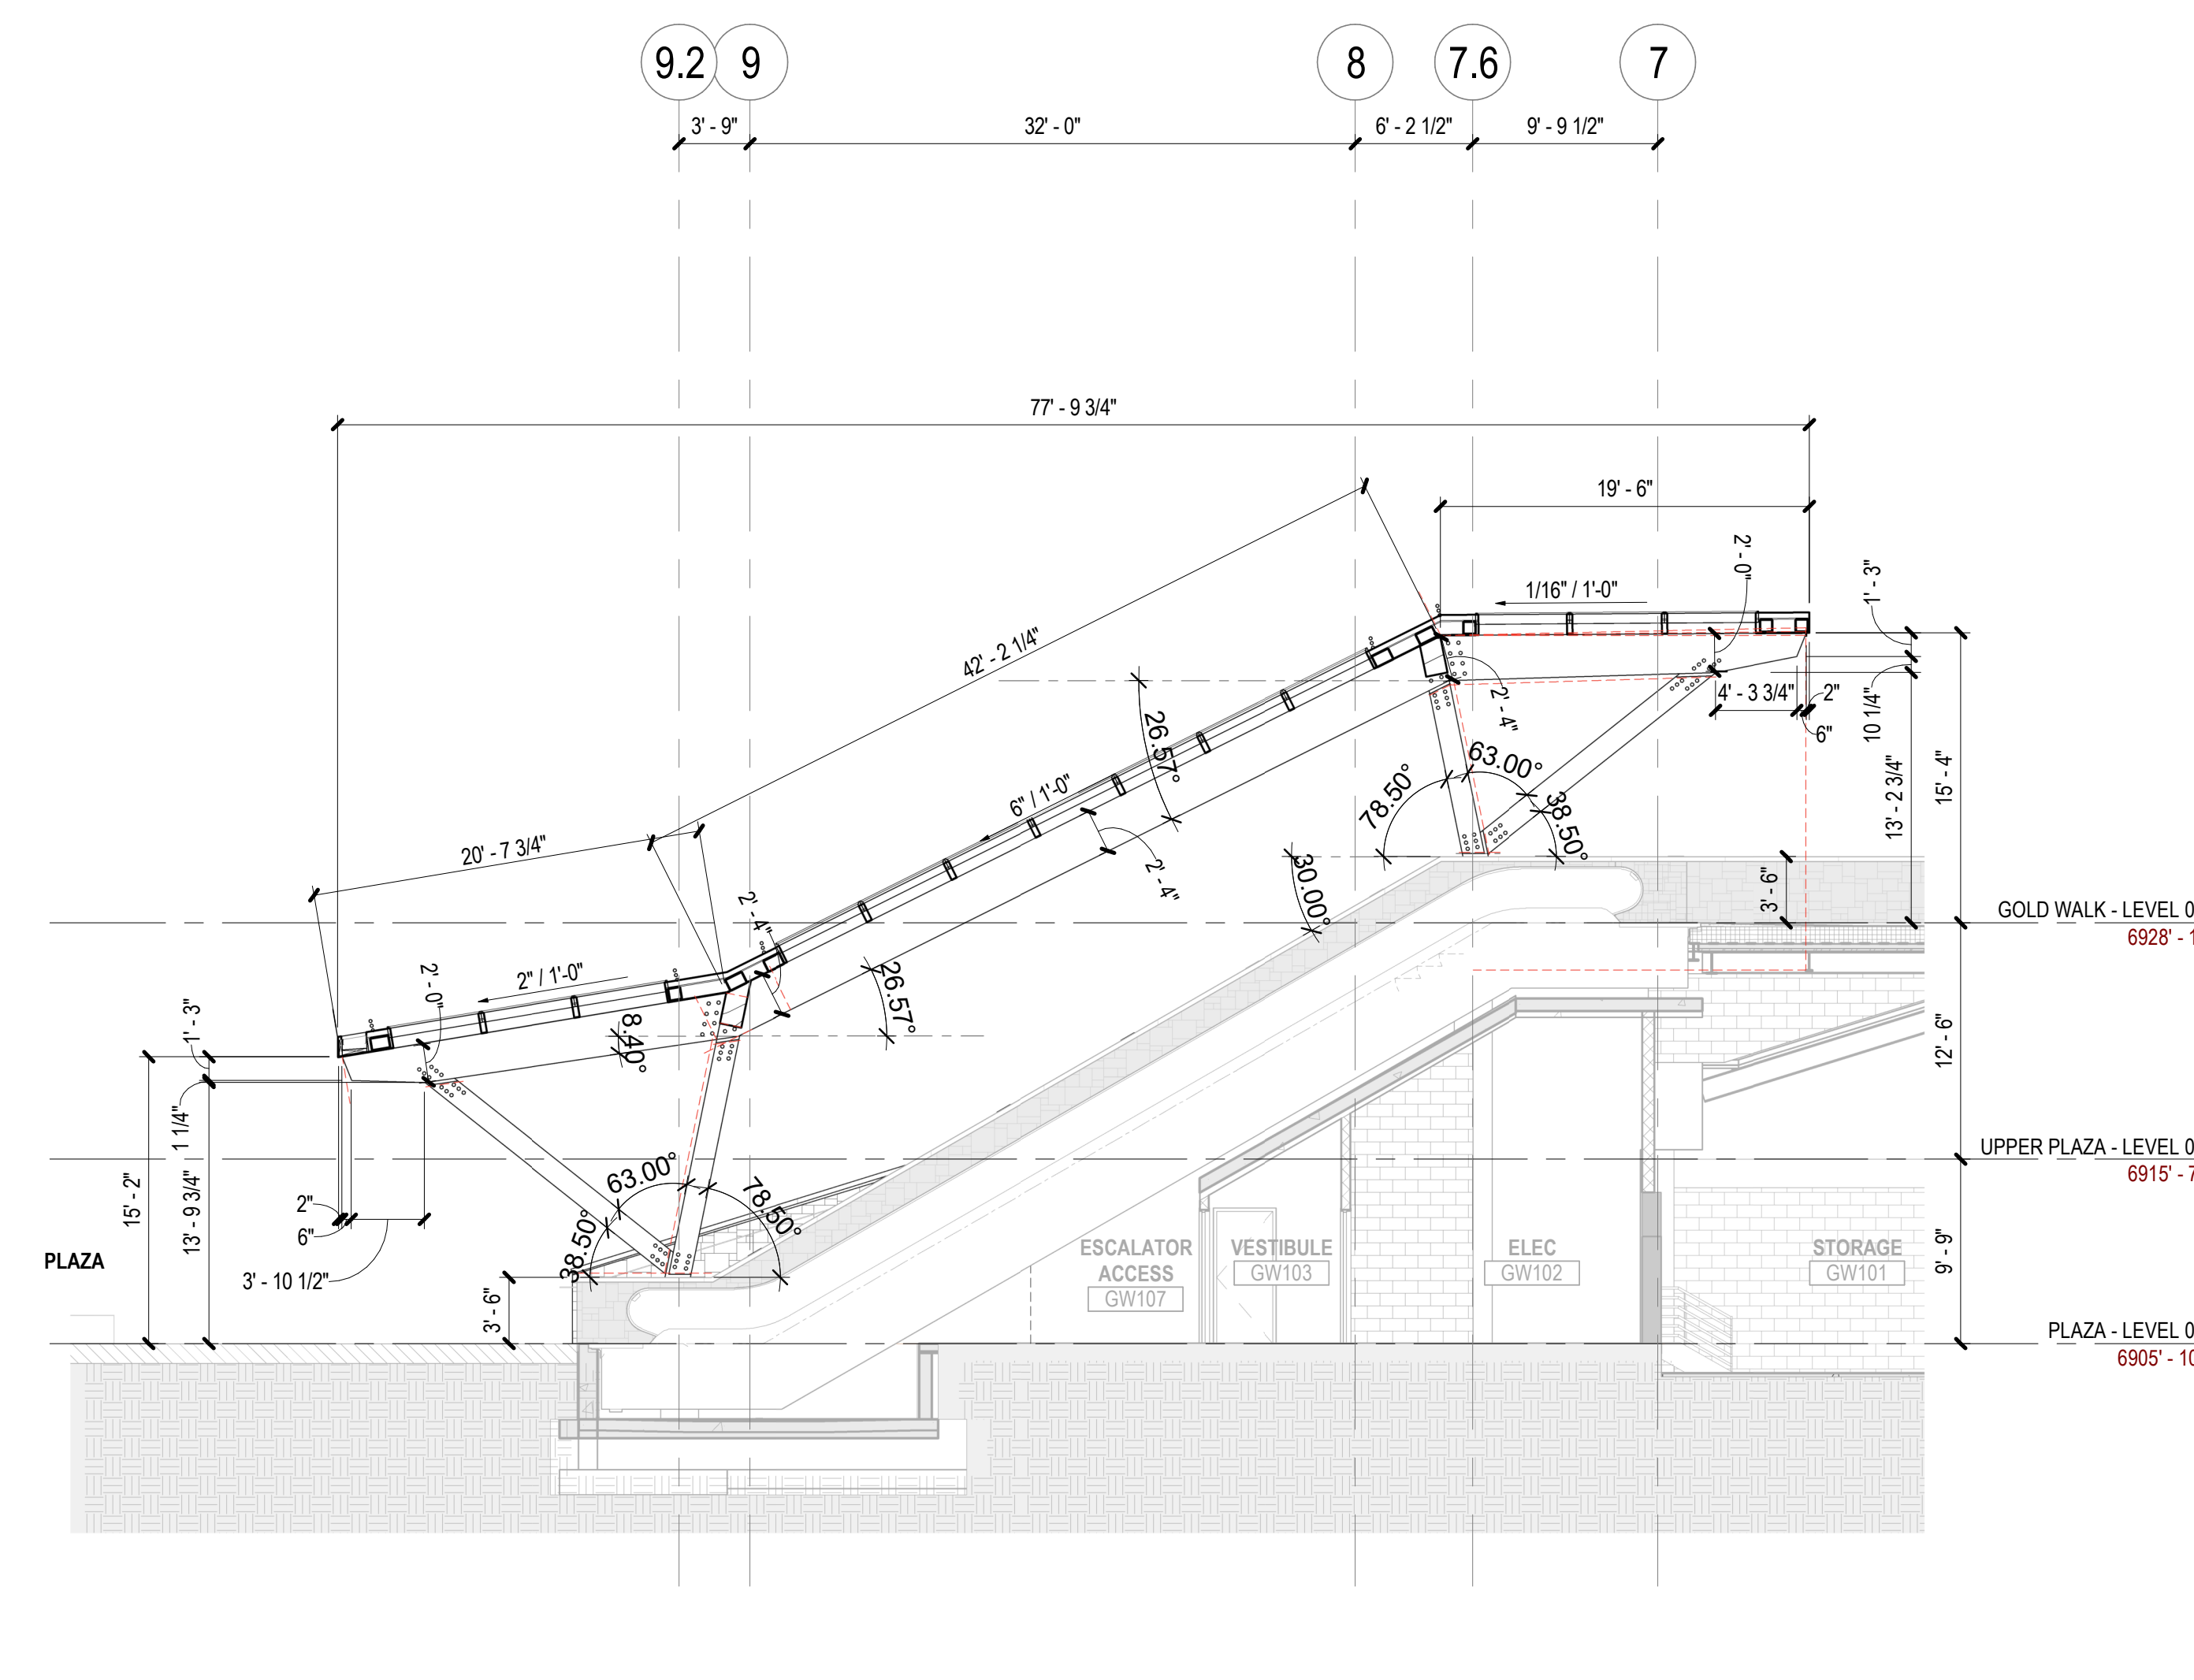 9.2
9
8
7.6
7
3' - 9"
32' - 0"
6' - 2 1/2"
9' - 9 1/2"
77' - 9 3/4"
19' - 6"
42' - 2 1/4"
1/16" / 1'-0"
2' - 0"
1' - 3"
4' - 3 3/4"
2"
6"
10 1/4"
13' - 2 3/4"
15' - 4"
2' - 4"
26.57°
6" / 1'-0"
2' - 4"
63.00°
78.50°
38.50°
30.00°
3' - 6"
20' - 7 3/4"
2' - 4"
2" / 1'-0"
2' - 0"
26.57°
8.40°
1' - 3"
1 1/4"
15' - 2"
13' - 9 3/4"
2"
6"
3' - 10 1/2"
63.00°
78.50°
38.50°
3' - 6"
PLAZA
GOLD WALK - LEVEL 0
6928' - 1
12' - 6"
UPPER PLAZA - LEVEL 0
6915' - 7
9' - 9"
PLAZA - LEVEL 0
6905' - 10
ESCALATOR
ACCESS
GW107
VESTIBULE
GW103
ELEC
GW102
STORAGE
GW101